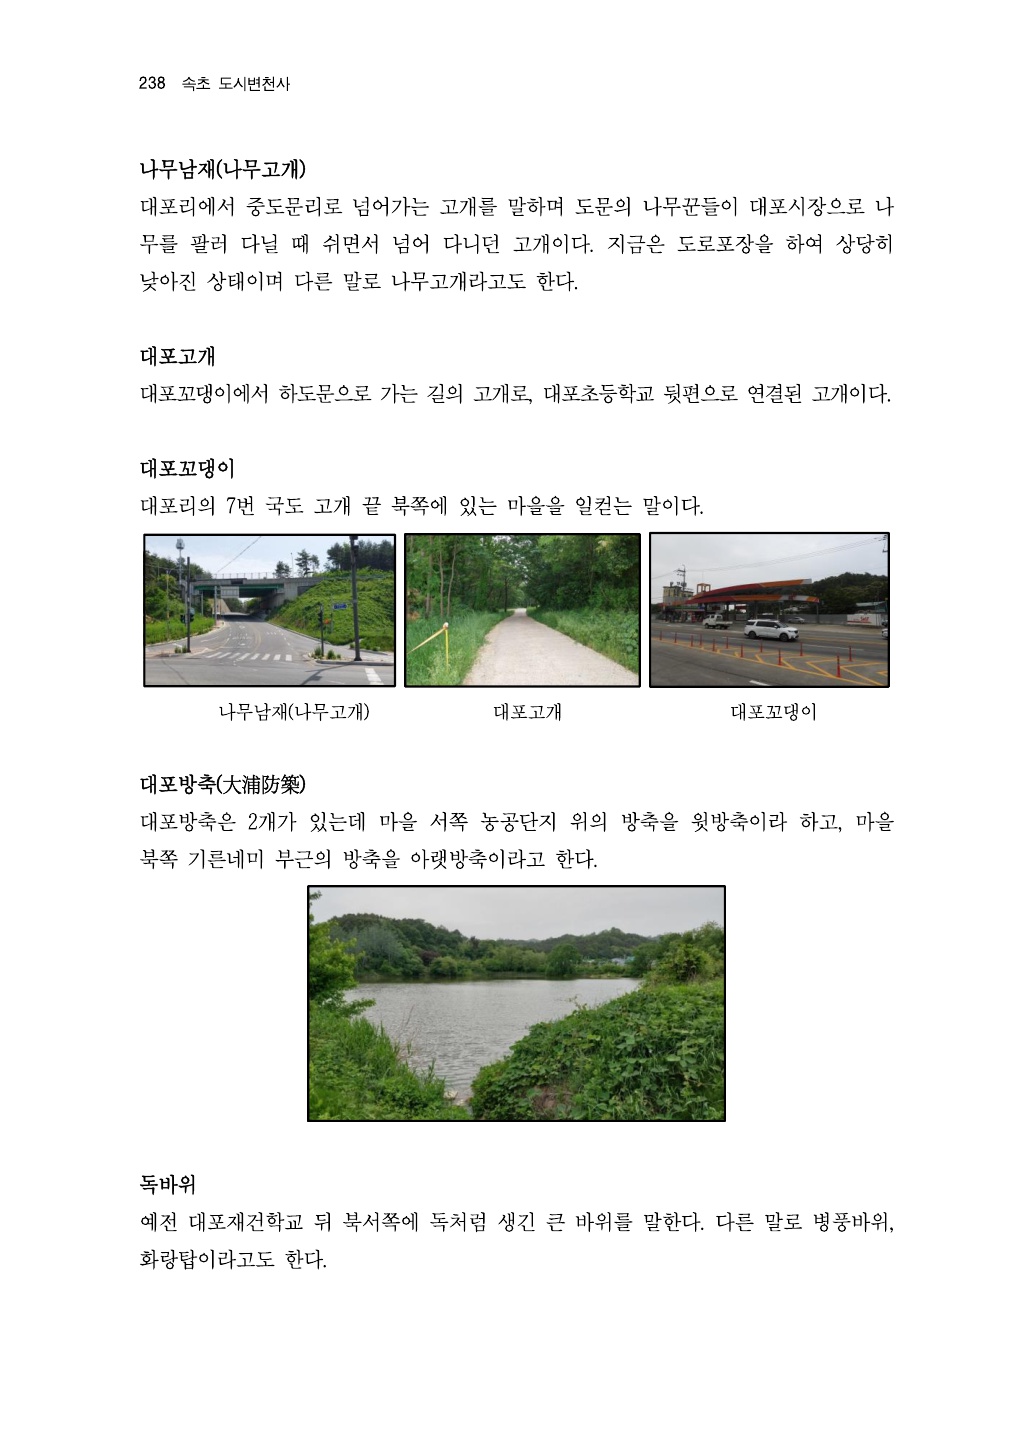 238 속초 도시변천사
나무남재(나무고개)
대포리에서 중도문리로 넘어가는 고개를 말하며 도문의 나무꾼들이 대포시장으로 나
무를 팔러 다닐 때 쉬면서 넘어 다니던 고개이다. 지금은 도로포장을 하여 상당히
낮아진 상태이며 다른 말로 나무고개라고도 한다.
대포고개
대포꼬댕이에서 하도문으로 가는 길의 고개로, 대포초등학교 뒷편으로 연결된 고개이다.
대포꼬댕이
대포리의 7번 국도 고개 끝 북쪽에 있는 마을을 일컫는 말이다.
나무남재(나무고개) 대포고개 대포꼬댕이
대포방축(大浦防築)
대포방축은 2개가 있는데 마을 서쪽 농공단지 위의 방축을 윗방축이라 하고, 마을
북쪽 기른네미 부근의 방축을 아랫방축이라고 한다.
독바위
예전 대포재건학교 뒤 북서쪽에 독처럼 생긴 큰 바위를 말한다. 다른 말로 병풍바위,
화랑탑이라고도 한다.